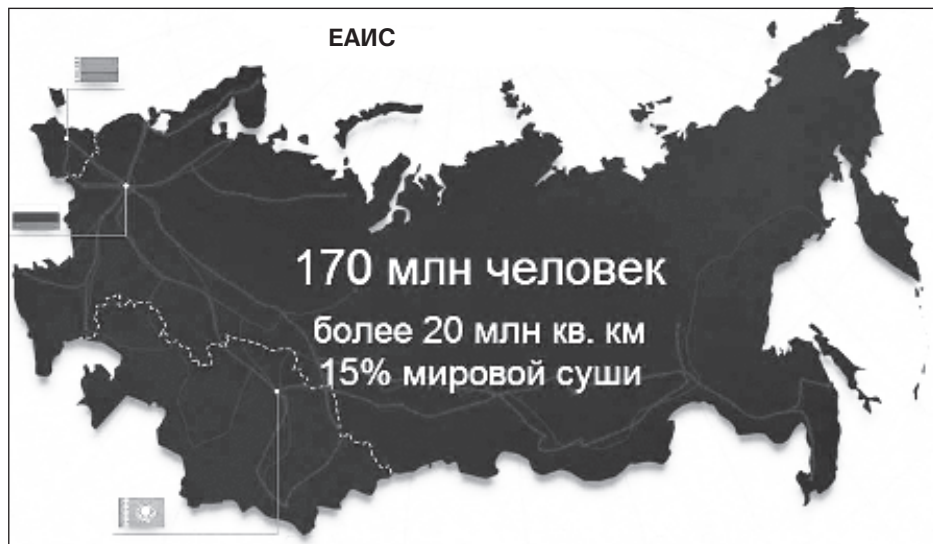 ЕАИС
170 млн человек
более 20 млн кв. км
15% мировой суши